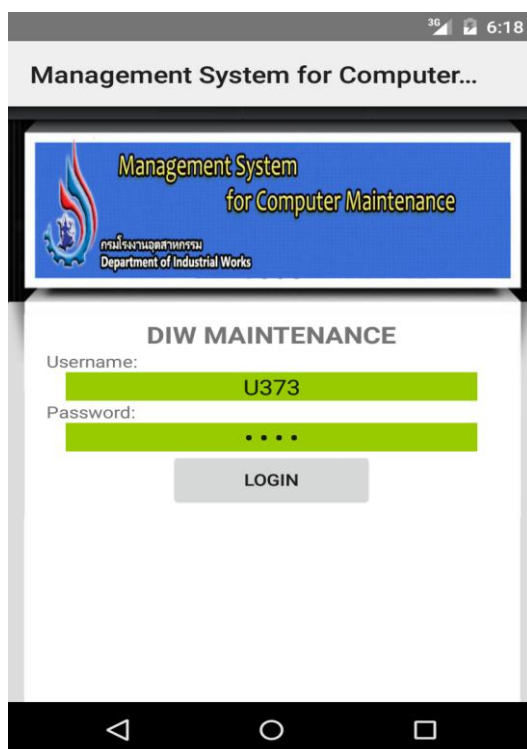 3G 6:18
Management System for Computer...
Management System
for Computer Maintenance
กรมโรงงานอุตสาหกรรม
Department of Industrial Works
DIW MAINTENANCE
Username:
U373
Password:
• • • •
LOGIN